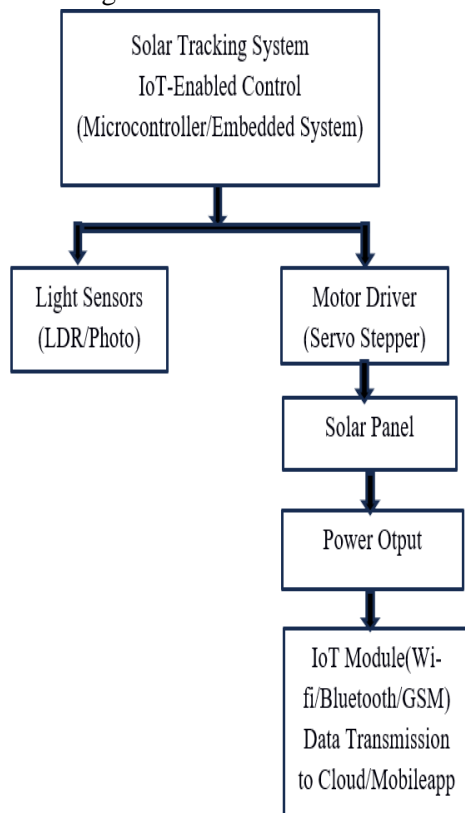 Solar Tracking System
IoT-Enabled Control
(Microcontroller/Embedded System)
Light Sensors
(LDR/Photo)
Motor Driver
(Servo Stepper)
Solar Panel
Power Otput
IoT Module(Wi-
fi/Bluetooth/GSM)
Data Transmission
to Cloud/Mobileapp